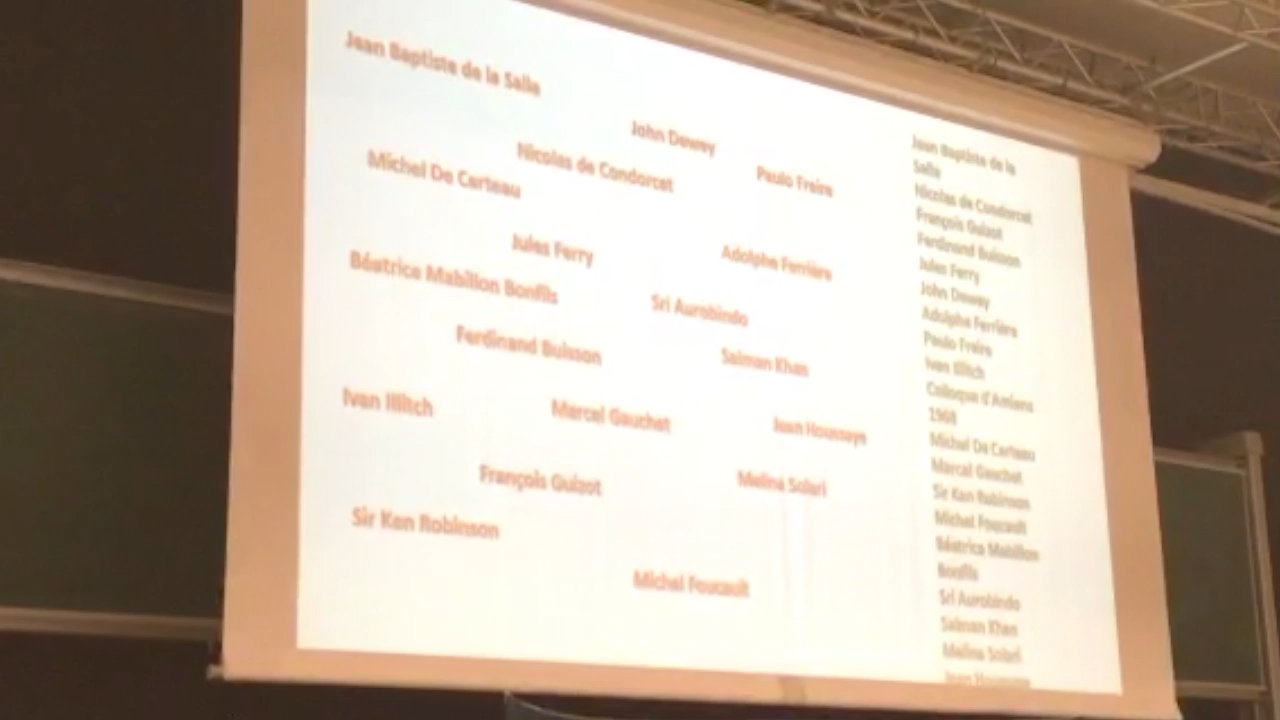 Jean Baptiste de la Salle
John Dewey
Nicolas de Condorcet
Paulo Freire
Michel De Certeau
Jules Ferry
Adolphe Ferrière
Béatrice Mabillon Bonfils
Sri Aurobindo
Ferdinand Buisson
Salman Khan
Ivan Illitch
Marcel Gauchet
Jean Houssaye
François Guizot
Melina Solari
Sir Ken Robinson
Michel Foucault
Jean Baptiste de la
Salle
Nicolas de Condorcet
François Guizot
Ferdinand Buisson
Jules Ferry
John Dewey
Adolphe Ferrière
Paulo Freire
Ivan Illitch
Colloque d'Amiens
1968
Michel De Certeau
Marcel Gauchet
Sir Ken Robinson
Michel Foucault
Béatrice Mabillon
Bonfils
Sri Aurobindo
Salman Khan
Melina Solari
Jean Houssaye